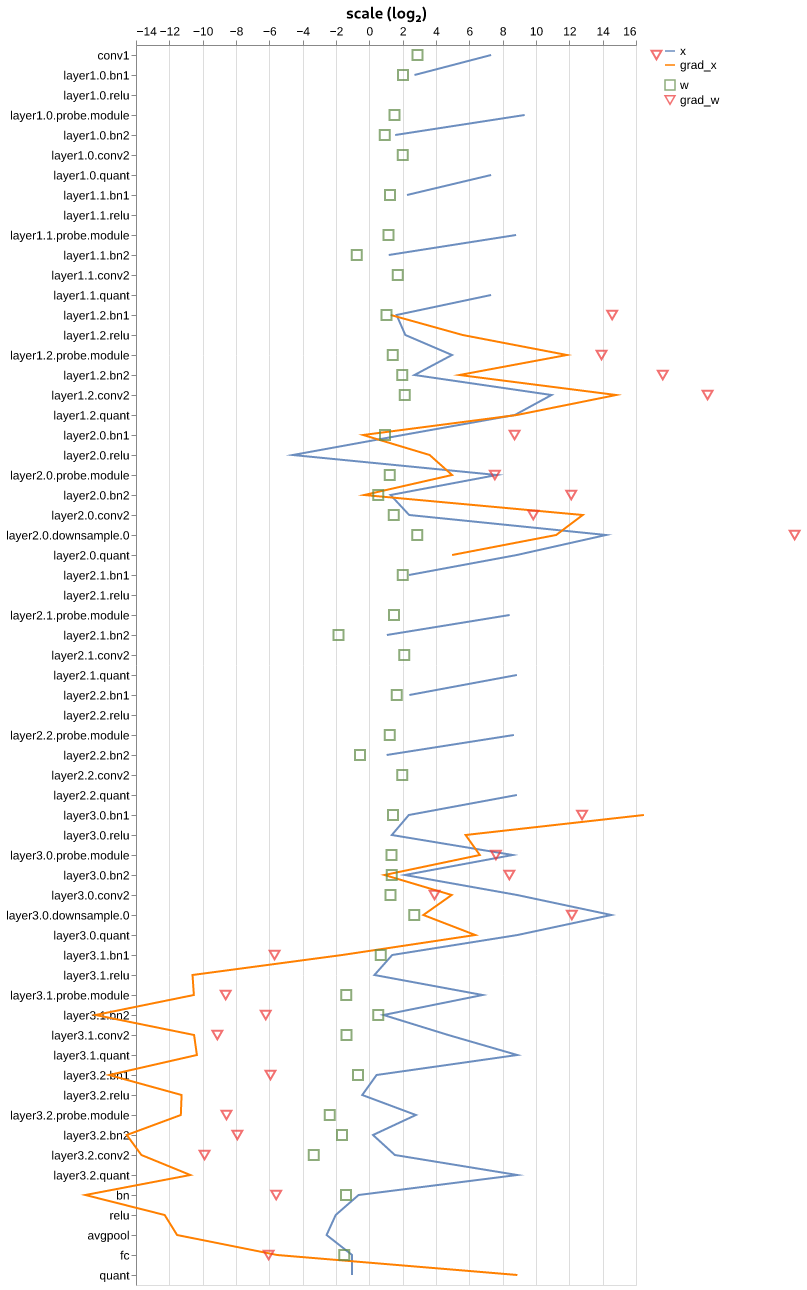 scale (log₂)
−14 −12 −10 −8 −6 −4 −2 0 2 4 6 8 10 12 14 16
x
grad_x
w
grad_w
conv1
layer1.0.bn1
layer1.0.relu
layer1.0.probe.module
layer1.0.bn2
layer1.0.conv2
layer1.0.quant
layer1.1.bn1
layer1.1.relu
layer1.1.probe.module
layer1.1.bn2
layer1.1.conv2
layer1.1.quant
layer1.2.bn1
layer1.2.relu
layer1.2.probe.module
layer1.2.bn2
layer1.2.conv2
layer1.2.quant
layer2.0.bn1
layer2.0.relu
layer2.0.probe.module
layer2.0.bn2
layer2.0.conv2
layer2.0.downsample.0
layer2.0.quant
layer2.1.bn1
layer2.1.relu
layer2.1.probe.module
layer2.1.bn2
layer2.1.conv2
layer2.1.quant
layer2.2.bn1
layer2.2.relu
layer2.2.probe.module
layer2.2.bn2
layer2.2.conv2
layer2.2.quant
layer3.0.bn1
layer3.0.relu
layer3.0.probe.module
layer3.0.bn2
layer3.0.conv2
layer3.0.downsample.0
layer3.0.quant
layer3.1.bn1
layer3.1.relu
layer3.1.probe.module
layer3.1.bn2
layer3.1.conv2
layer3.1.quant
layer3.2.bn1
layer3.2.relu
layer3.2.probe.module
layer3.2.bn2
layer3.2.conv2
layer3.2.quant
bn
relu
avgpool
fc
quant